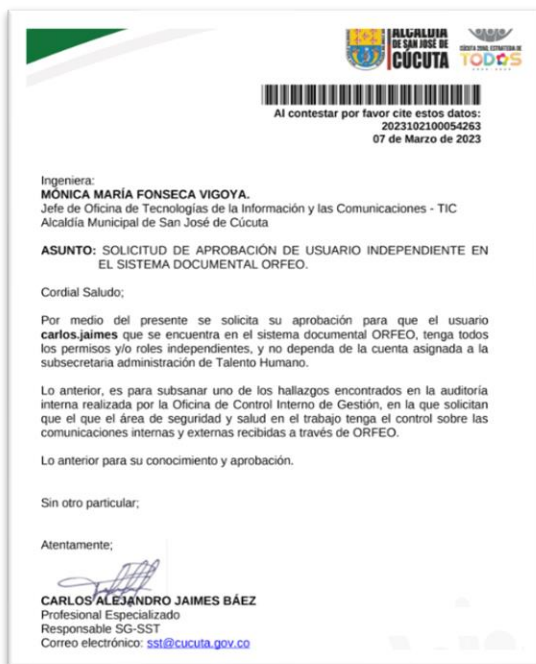 ALCALDÍA
DE SAN JOSÉ DE
CÚCUTA
CÚCUTA 2050, ESTRATEGIA DE
TODOS
Al contestar por favor cite estos datos:
2023102100054263
07 de Marzo de 2023
Ingeniera:
MÓNICA MARÍA FONSECA VIGOYA.
Jefe de Oficina de Tecnologías de la Información y las Comunicaciones - TIC
Alcaldía Municipal de San José de Cúcuta
ASUNTO: SOLICITUD DE APROBACIÓN DE USUARIO INDEPENDIENTE EN
EL SISTEMA DOCUMENTAL ORFEO.
Cordial Saludo;
Por medio del presente se solicita su aprobación para que el usuario
carlos.jaimes que se encuentra en el sistema documental ORFEO, tenga todos
los permisos y/o roles independientes, y no dependa de la cuenta asignada a la
subsecretaria administración de Talento Humano.
Lo anterior, es para subsanar uno de los hallazgos encontrados en la auditoría
interna realizada por la Oficina de Control Interno de Gestión, en la que solicitan
que el que el área de seguridad y salud en el trabajo tenga el control sobre las
comunicaciones internas y externas recibidas a través de ORFEO.
Lo anterior para su conocimiento y aprobación.
Sin otro particular;
Atentamente;
CARLOS ALEJANDRO JAIMES BÁEZ
Profesional Especializado
Responsable SG-SST
Correo electrónico: sst@cucuta.gov.co